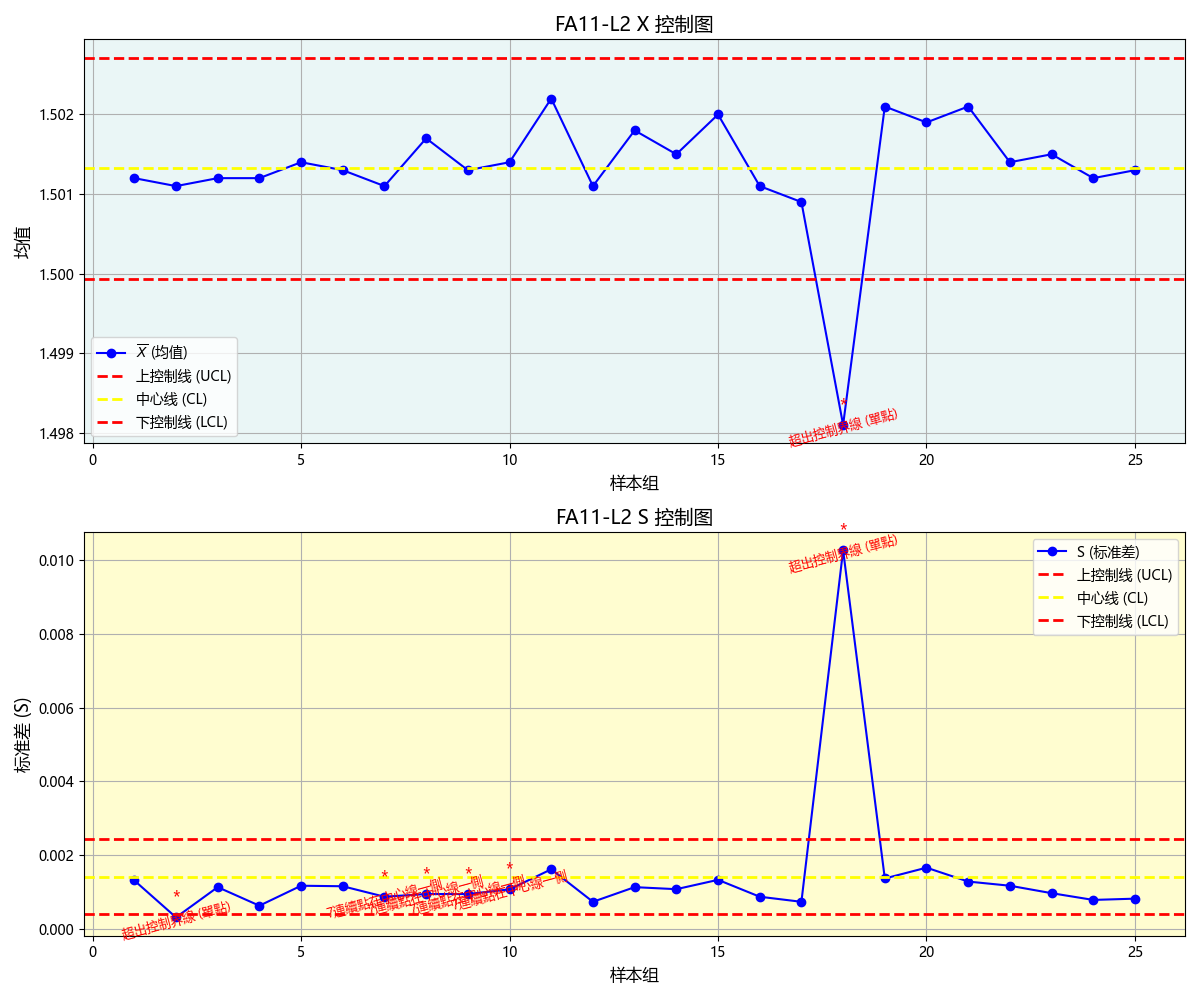 FA11-L2 X 控制图
均值
1.502
1.501
1.500
1.499
1.498
X (均值)
上控制线 (UCL)
中心线 (CL)
下控制线 (LCL)
*
超出控制界線 (單點)
0
5
10
15
20
25
样本组
FA11-L2 S 控制图
标准差 (S)
0.010
0.008
0.006
0.004
0.002
0.000
S (标准差)
上控制线 (UCL)
中心线 (CL)
下控制线 (LCL)
*
超出控制界線 (單點)
*
超出控制界線 (單點)
*
*
*
*
0
5
10
15
20
25
样本组